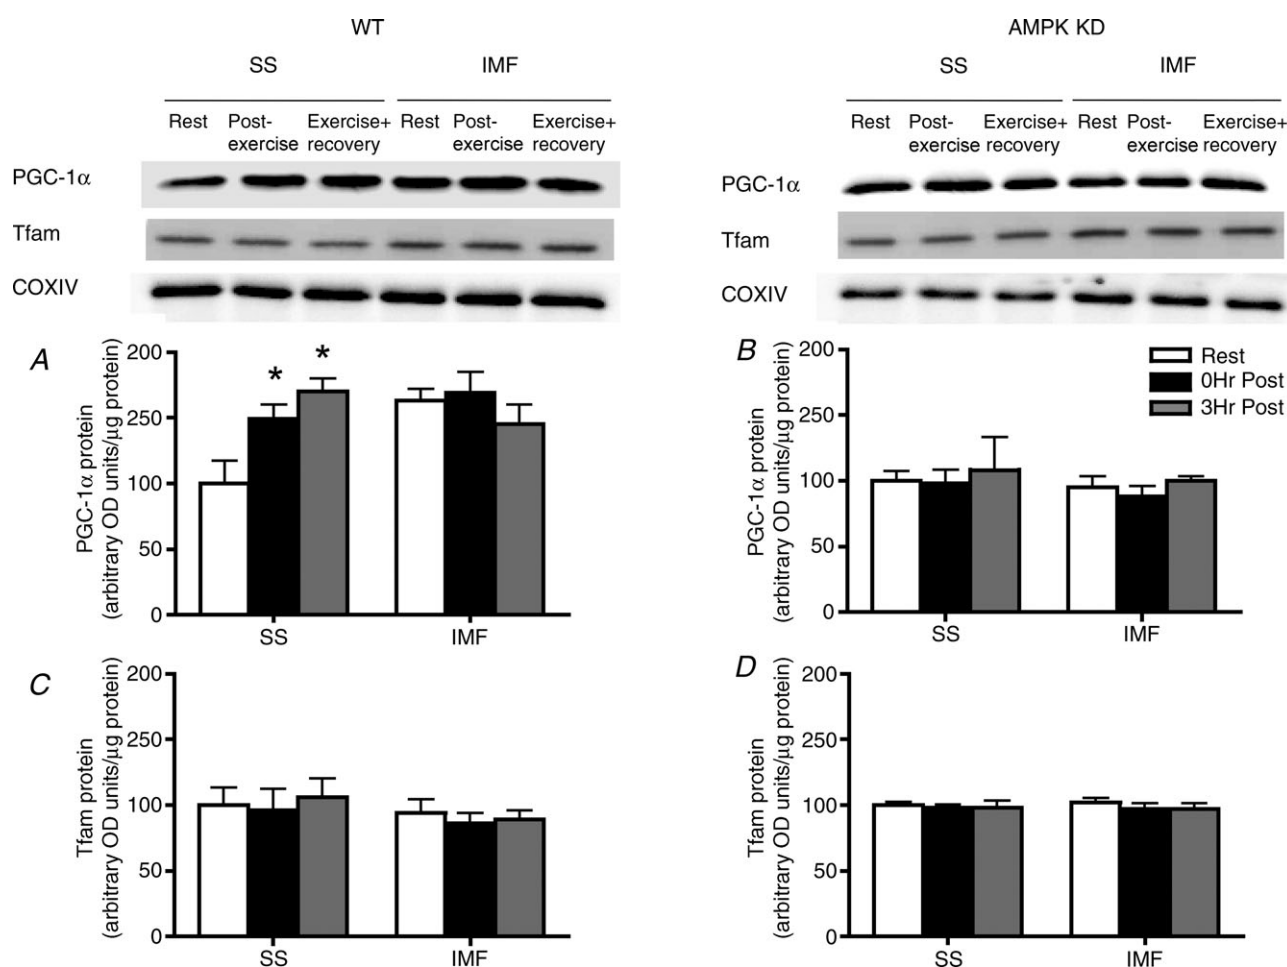 WT
SS IMF
Rest Post-exercise Exercise+recovery Rest Post-exercise Exercise+recovery
PGC-1α
Tfam
COXIV
AMPK KD
SS IMF
Rest Post-exercise Exercise+recovery Rest Post-exercise Exercise+recovery
PGC-1α
Tfam
COXIV
A
PGC-1α protein
(arbitrary OD units/µg protein)
200
250
100
50
0
* *
SS IMF
B
PGC-1α protein
(arbitrary OD units/µg protein)
200
250
100
50
0
Rest
0Hr Post
3Hr Post
SS IMF
C
Tfam protein
(arbitrary OD units/µg protein)
200
250
100
50
0
SS IMF
D
Tfam protein
(arbitrary OD units/µg protein)
200
250
100
50
0
SS IMF